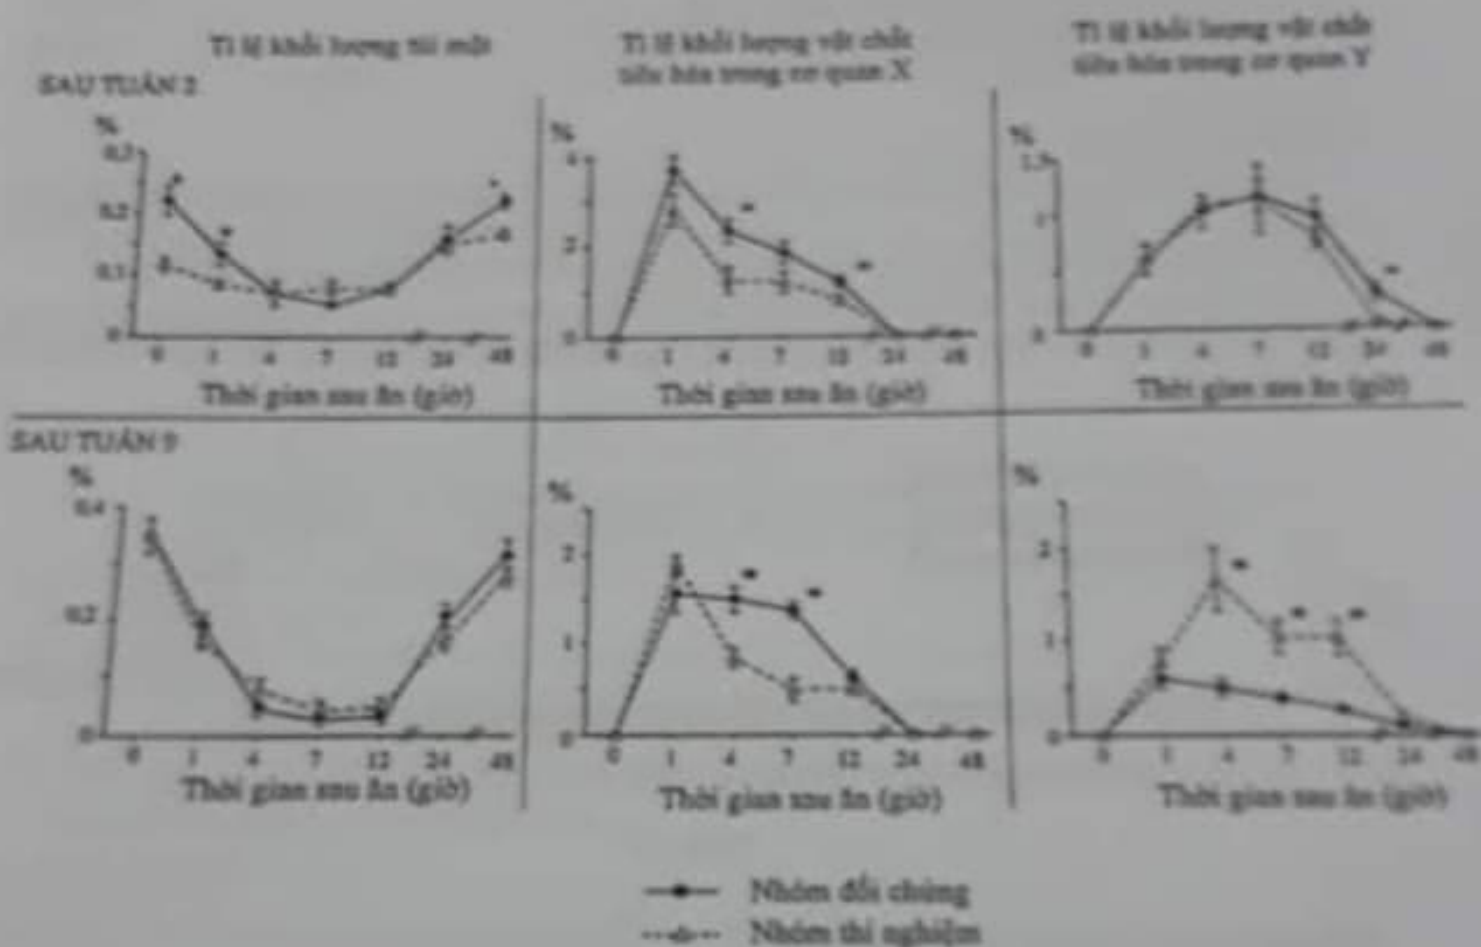 Tỉ lệ khối lượng túi mật
Tỉ lệ khối lượng vật chất
tiêu hóa trong cơ quan X
Tỉ lệ khối lượng vật chất
tiêu hóa trong cơ quan Y
SAU TUẦN 2
%
0,3
0,2
0,1
0
0 1 4 7 12 24 48
Thời gian sau ăn (giờ)
%
4
2
0
0 1 4 7 12 24 48
Thời gian sau ăn (giờ)
%
1,5
1
0
0 1 4 7 12 24 48
Thời gian sau ăn (giờ)
SAU TUẦN 9
%
0,4
0,2
0
0 1 4 7 12 24 48
Thời gian sau ăn (giờ)
%
2
1
0
0 1 4 7 12 24 48
Thời gian sau ăn (giờ)
%
2
1
0
0 1 4 7 12 24 48
Thời gian sau ăn (giờ)
Nhóm đối chứng
Nhóm thí nghiệm